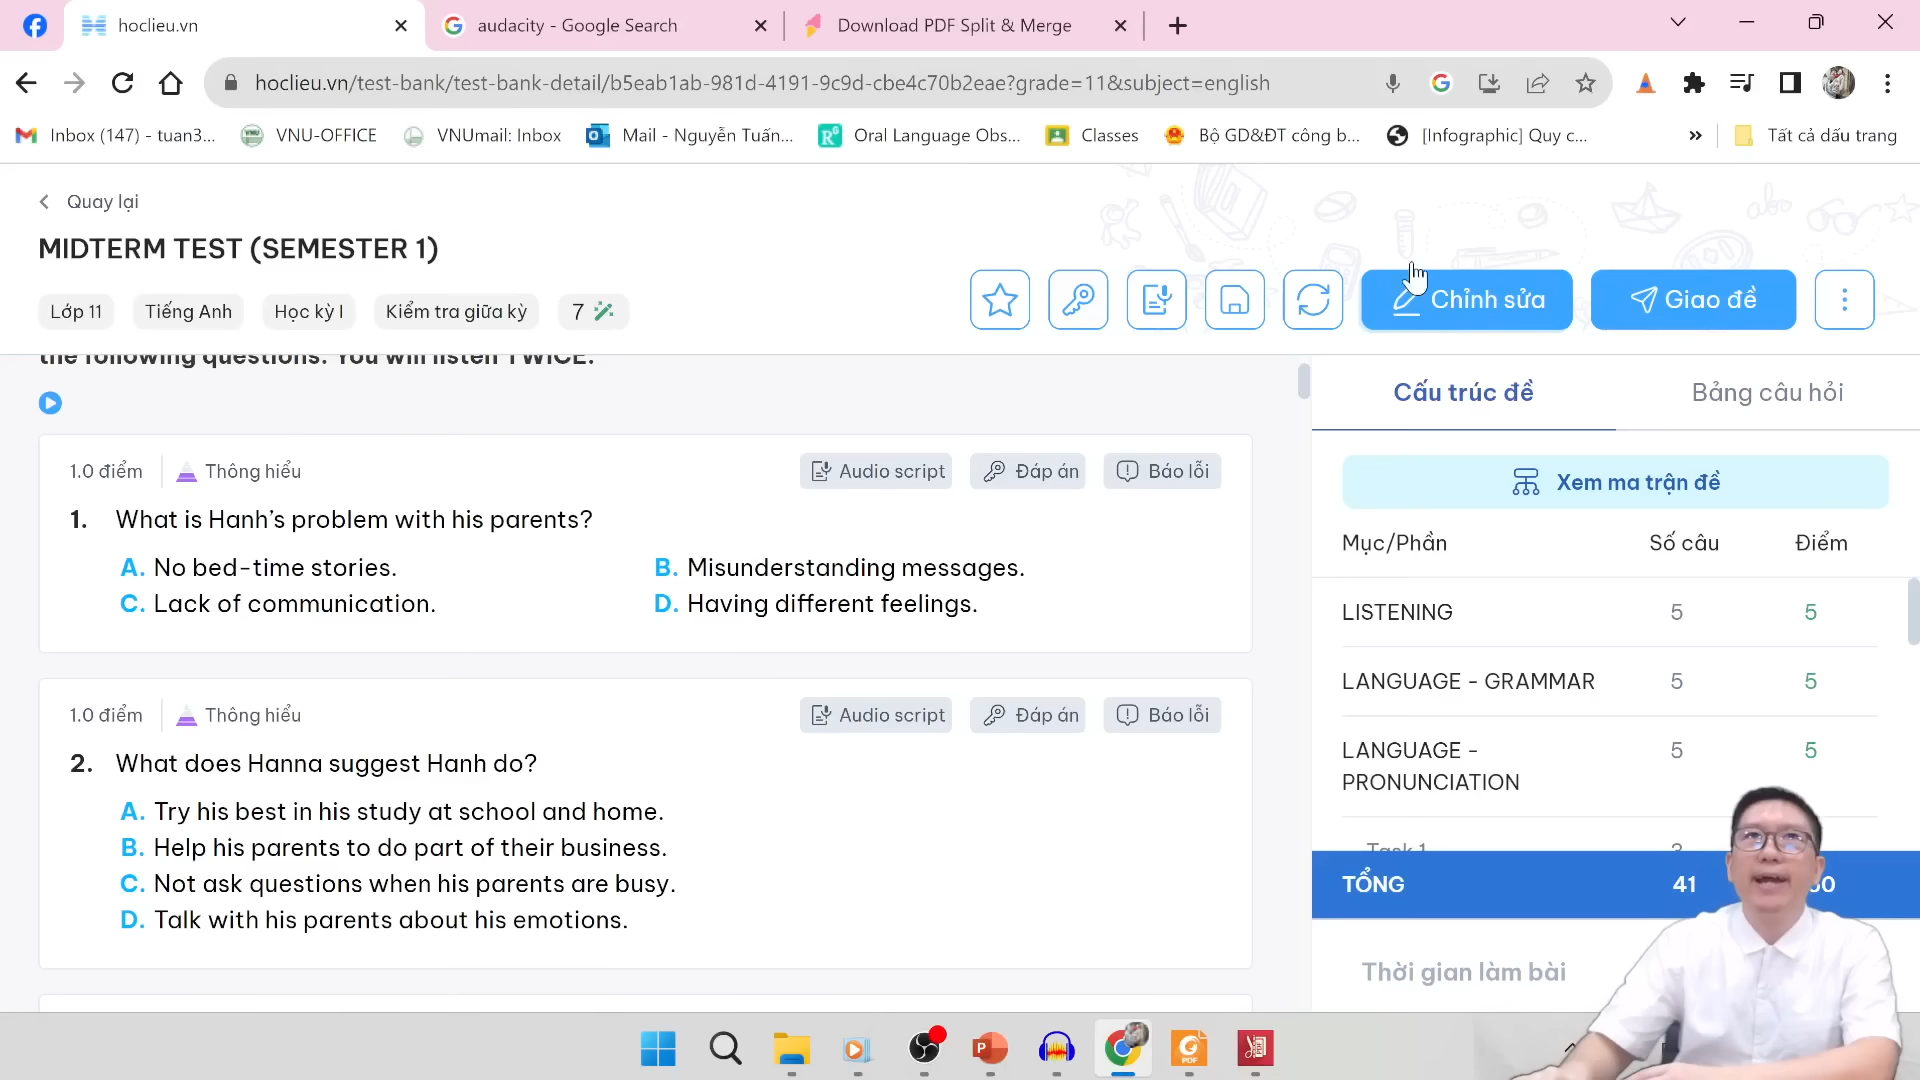 hoclieu.vn
audacity - Google Search
Download PDF Split & Merge
hoclieu.vn/test-bank/test-bank-detail/b5eab1ab-981d-4191-9c9d-cbe4c70b2eae?grade=11&subject=english
Inbox (147) - tuan3...
VNU-OFFICE
VNUmail: Inbox
Mail - Nguyễn Tuấn...
Oral Language Obs...
Classes
Bộ GD&ĐT công b...
[Infographic] Quy c...
Tất cả dấu trang
Quay lại
MIDTERM TEST (SEMESTER 1)
Lớp 11
Tiếng Anh
Học kỳ I
Kiểm tra giữa kỳ
7
Chỉnh sửa
Giao đề
the following questions. You will listen TWICE.
1.0 điểm
Thông hiểu
Audio script
Đáp án
Báo lỗi
1. What is Hanh’s problem with his parents?
A. No bed-time stories.
B. Misunderstanding messages.
C. Lack of communication.
D. Having different feelings.
1.0 điểm
Thông hiểu
Audio script
Đáp án
Báo lỗi
2. What does Hanna suggest Hanh do?
A. Try his best in his study at school and home.
B. Help his parents to do part of their business.
C. Not ask questions when his parents are busy.
D. Talk with his parents about his emotions.
Cấu trúc đề
Bảng câu hỏi
Xem ma trận đề
Mục/Phần Số câu Điểm
LISTENING 5 5
LANGUAGE - GRAMMAR 5 5
LANGUAGE - 5 5
PRONUNCIATION
Task 1
TỔNG 41
Thời gian làm bài